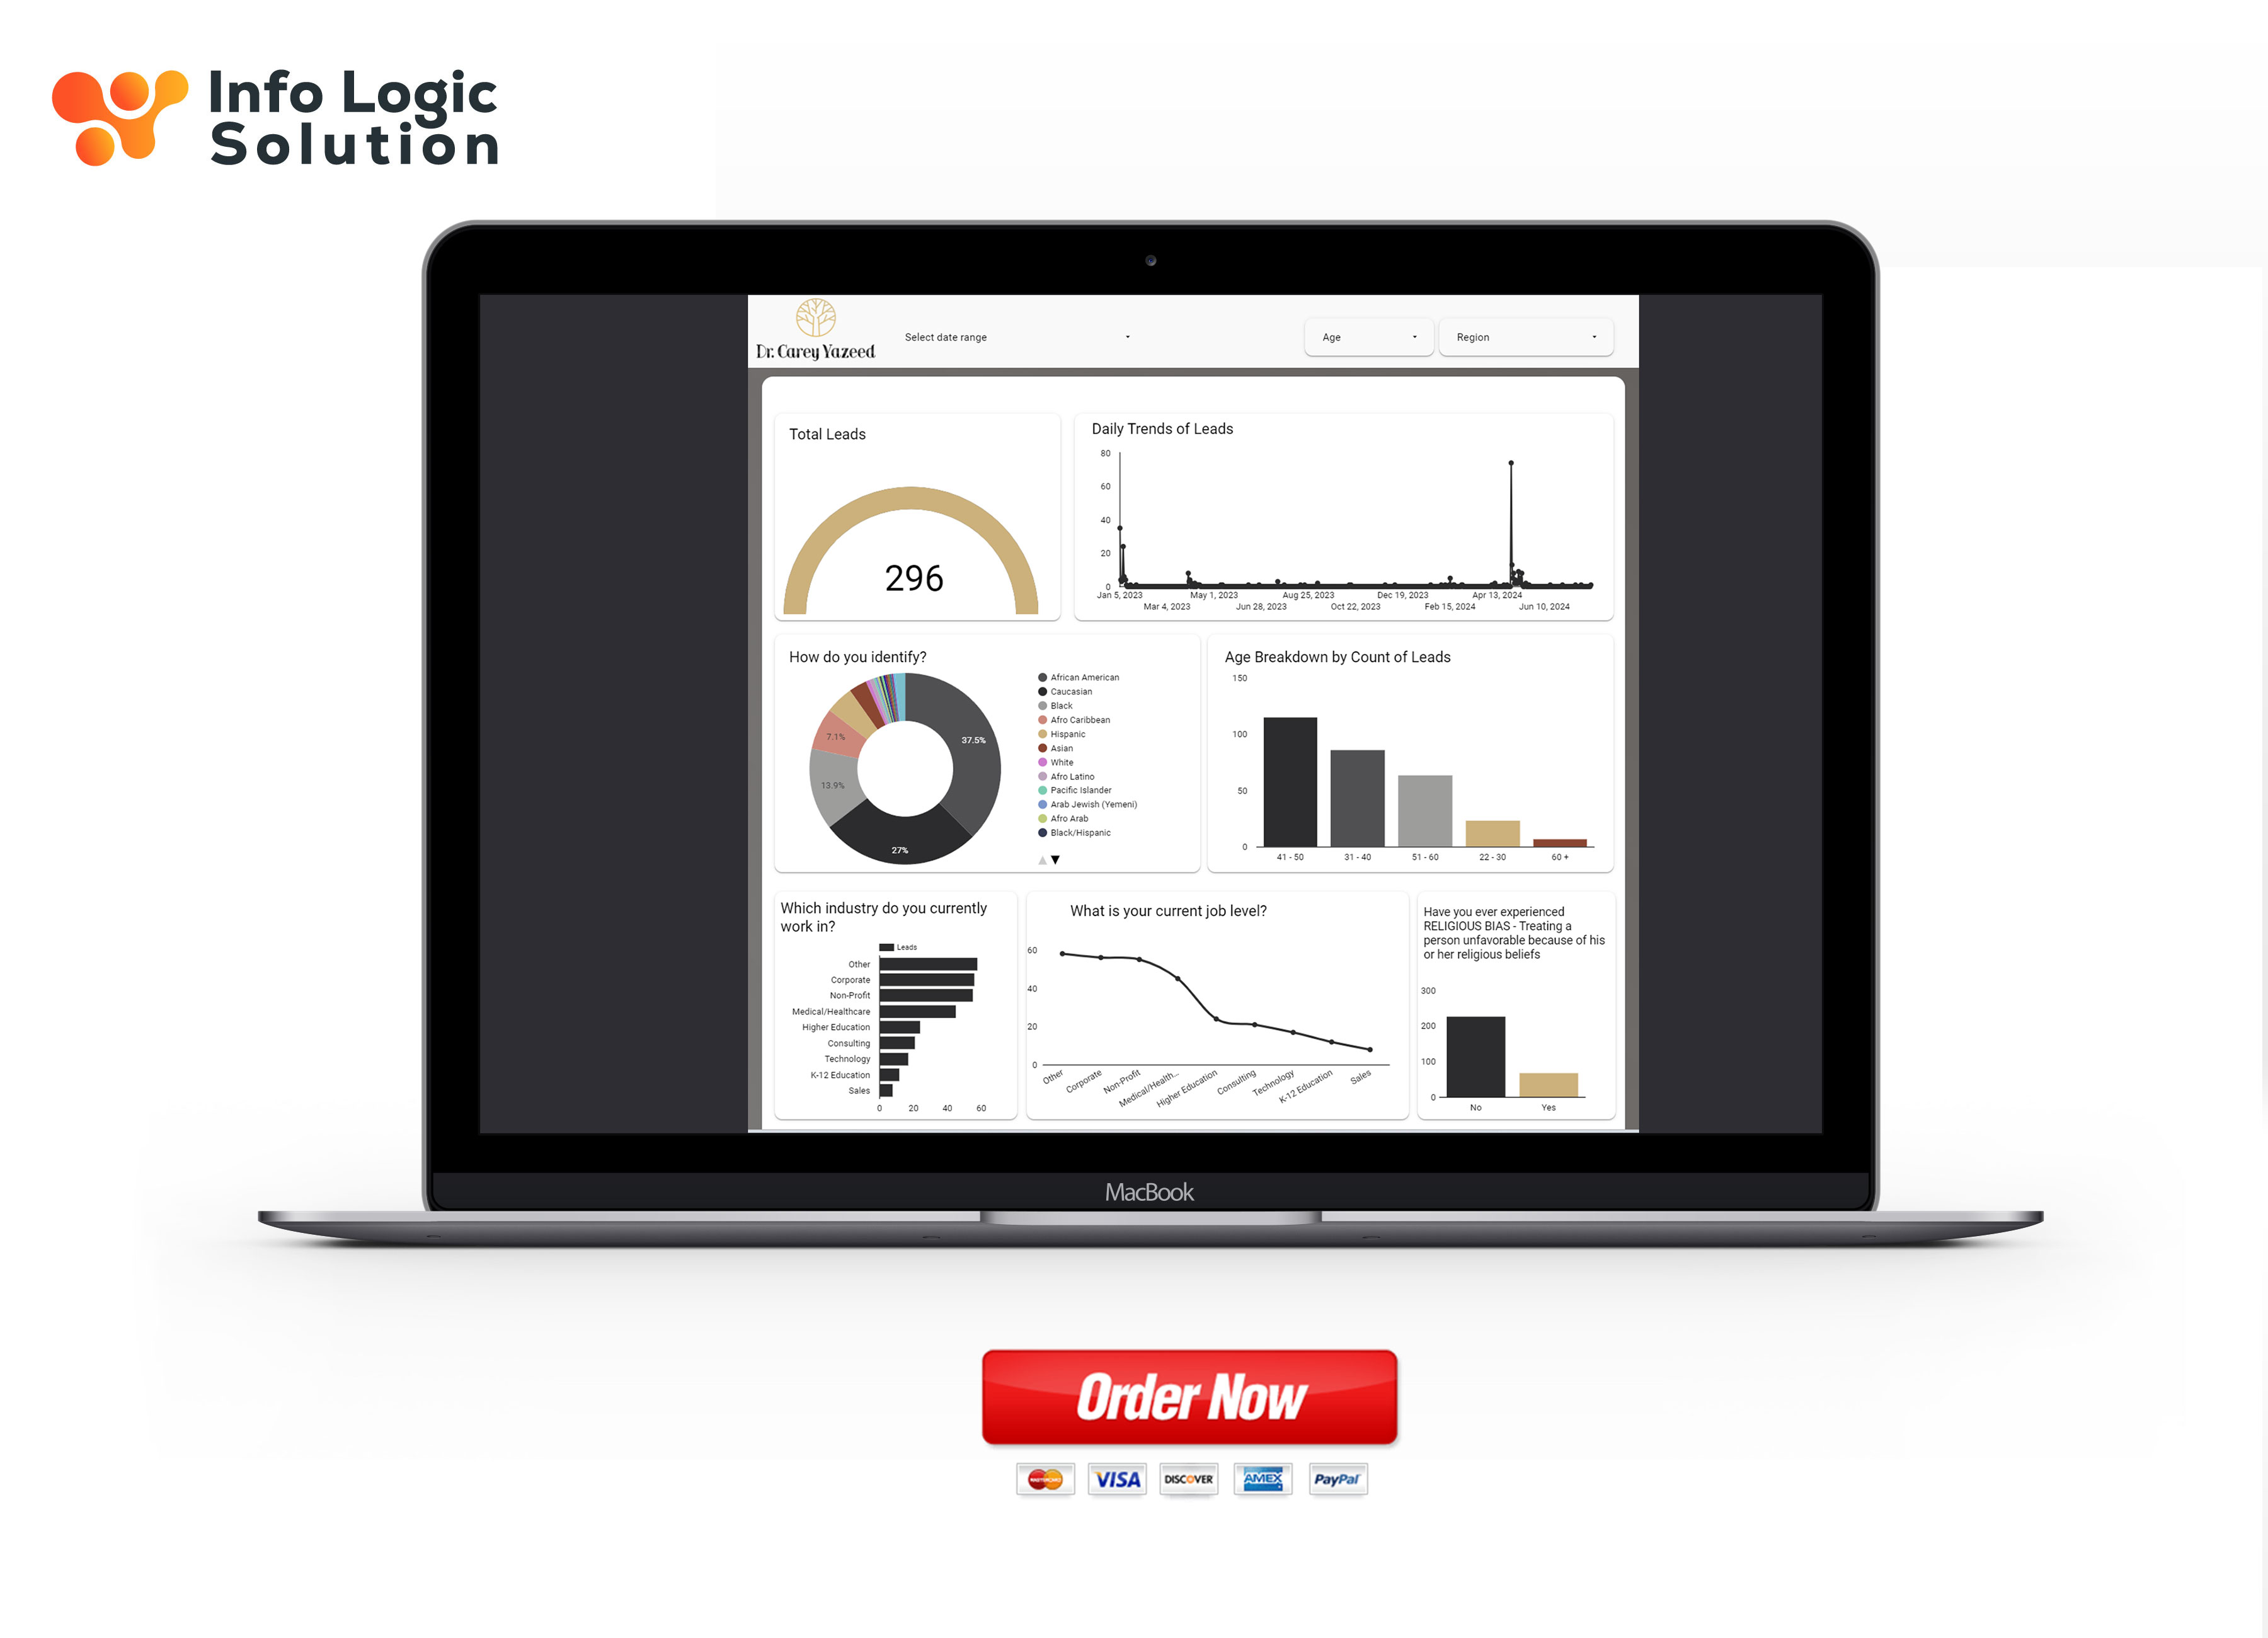 Info Logic
Solution
Dr. Carey Yazeed
Select date range
Age
Region
Total Leads
296
Daily Trends of Leads
80
60
40
20
0
Jan 5, 2023
Mar 4, 2023
May 1, 2023
Jun 28, 2023
Aug 25, 2023
Oct 22, 2023
Dec 19, 2023
Feb 15, 2024
Apr 13, 2024
Jun 10, 2024
How do you identify?
37.5%
27%
13.9%
7.1%
African American
Caucasian
Black
Afro Caribbean
Hispanic
Asian
White
Afro Latino
Pacific Islander
Arab Jewish (Yemeni)
Afro Arab
Black/Hispanic
Age Breakdown by Count of Leads
150
100
50
0
41 - 50
31 - 40
51 - 60
22 - 30
60 +
Which industry do you currently
work in?
Leads
Other
Corporate
Non-Profit
Medical/Healthcare
Higher Education
Consulting
Technology
K-12 Education
Sales
0
20
40
60
What is your current job level?
60
40
20
0
Other
Corporate
Non-Profit
Medical/Health...
Higher Education
Consulting
Technology
K-12 Education
Sales
Have you ever experienced
RELIGIOUS BIAS - Treating a
person unfavorable because of his
or her religious beliefs
300
200
100
0
No
Yes
MacBook
Order Now
MasterCard
VISA
DISCOVER
AMEX
PayPal